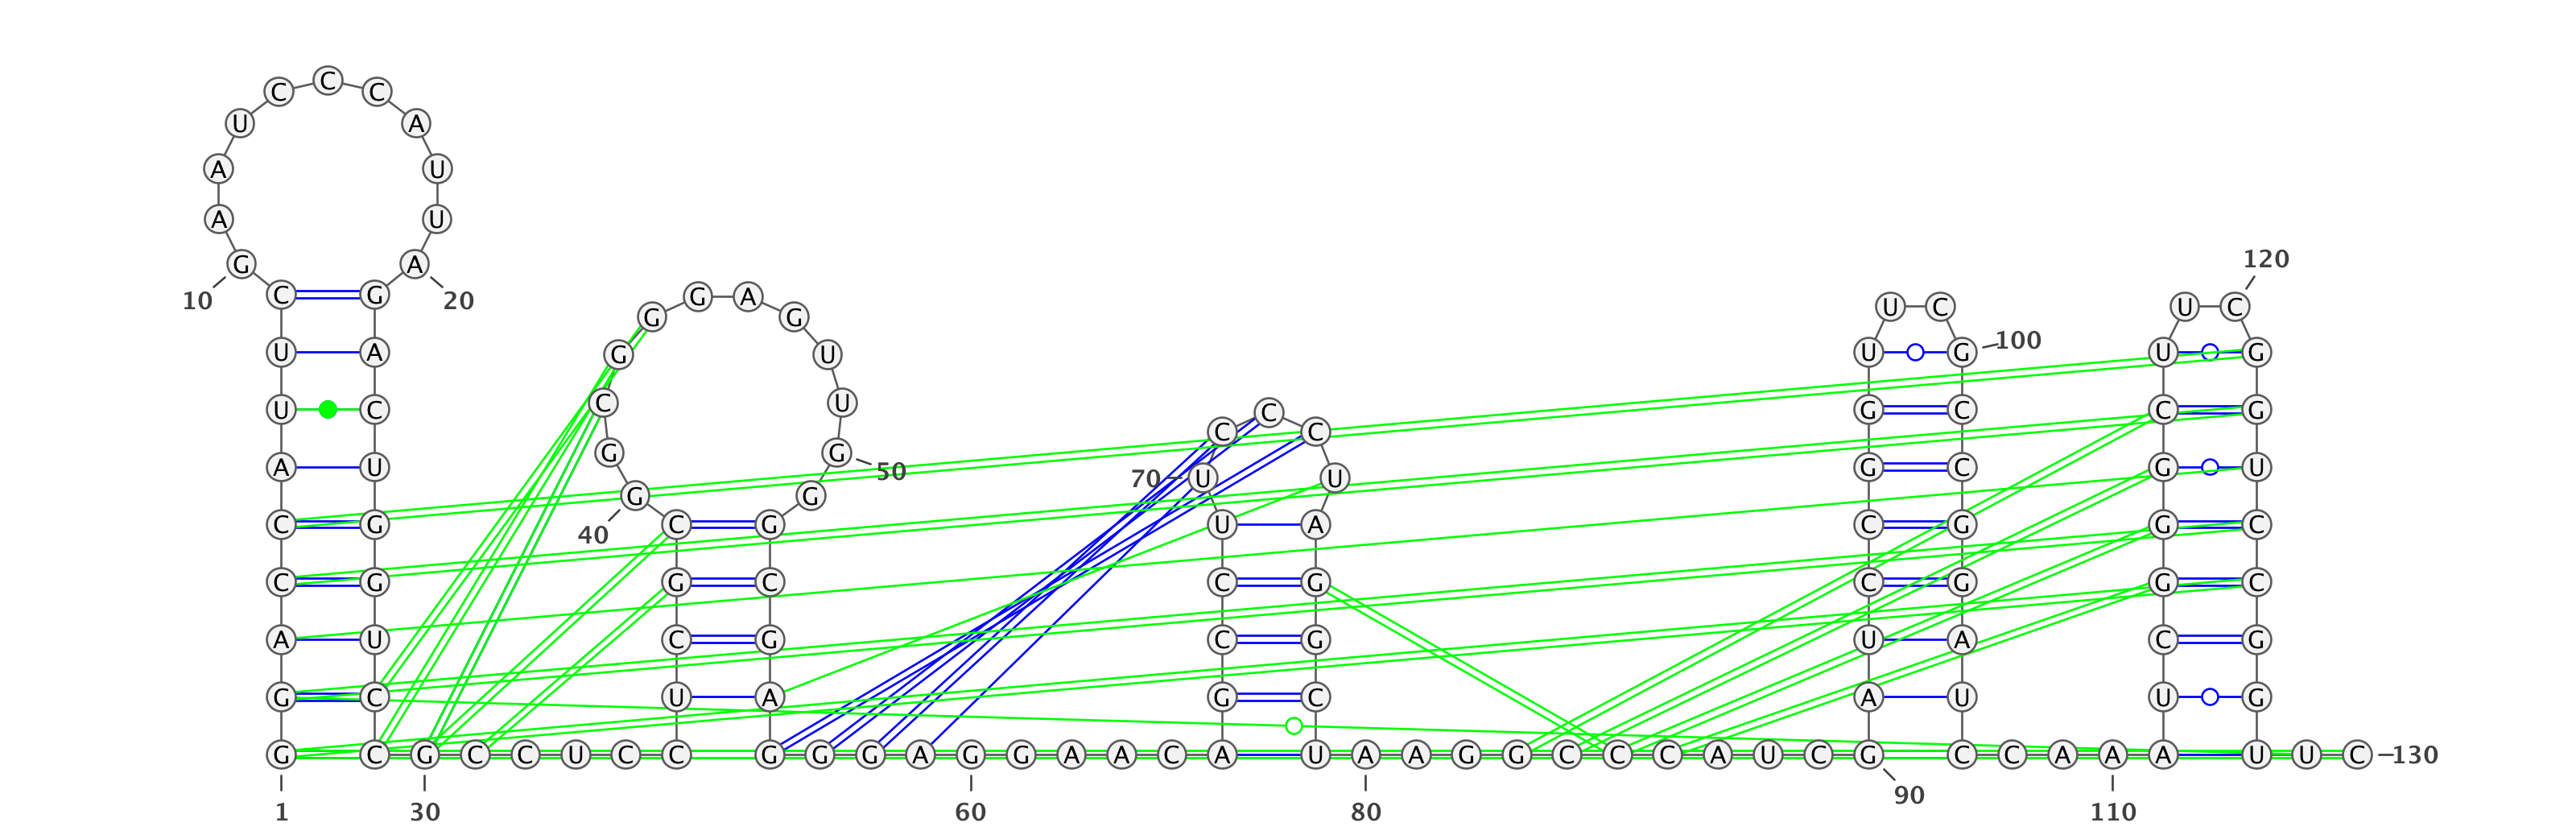 C
C C
U A
A U
A U
G A 120
10 C G 20 G A U C U C
G G
U A G U U G 100 U G
U C C U C G C C G
C C
G G 50
A U 70 U U G C G U
G G
C G C G U A C G G C
40
C G G C C G C G G C
A U C G C G U A C G
G C U A G C A U U G
G C G C C U C C G G G A G G A A C A U A A G G C C C A U C G C C A A A U U C 130
90
1 30 60 80 110